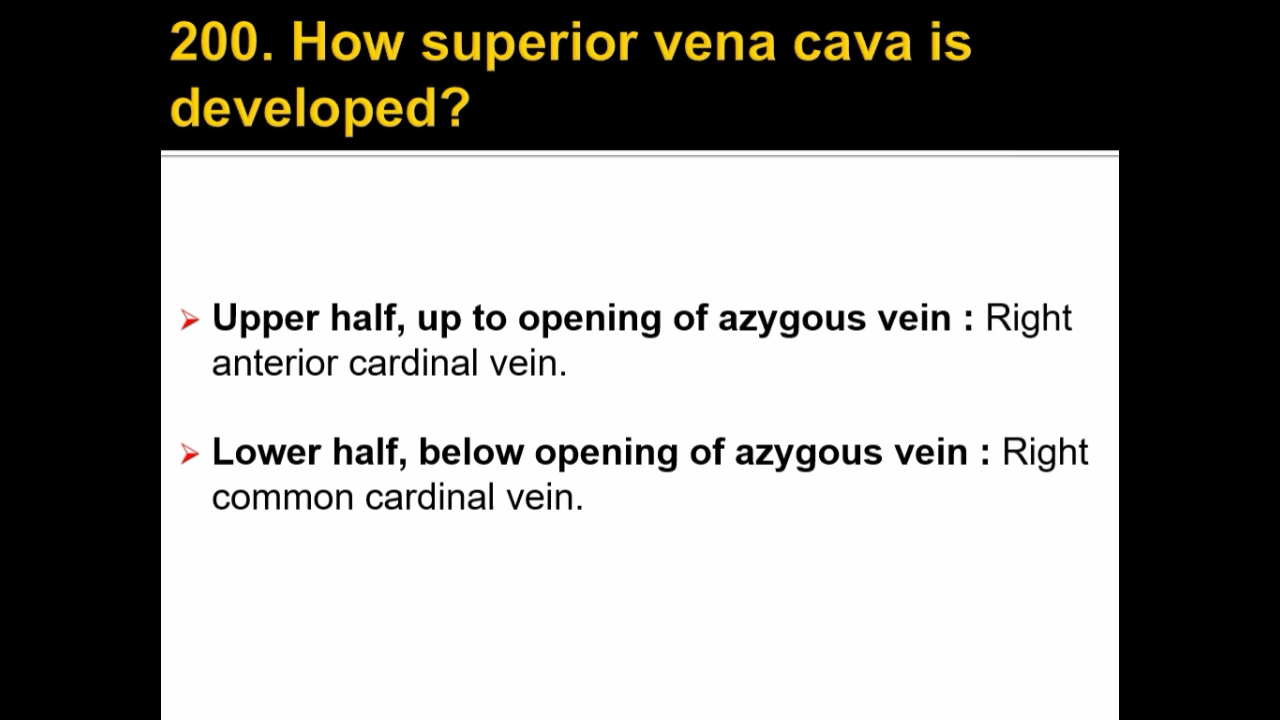 200. How superior vena cava is
developed?
➢ Upper half, up to opening of azygous vein : Right
anterior cardinal vein.
➢ Lower half, below opening of azygous vein : Right
common cardinal vein.